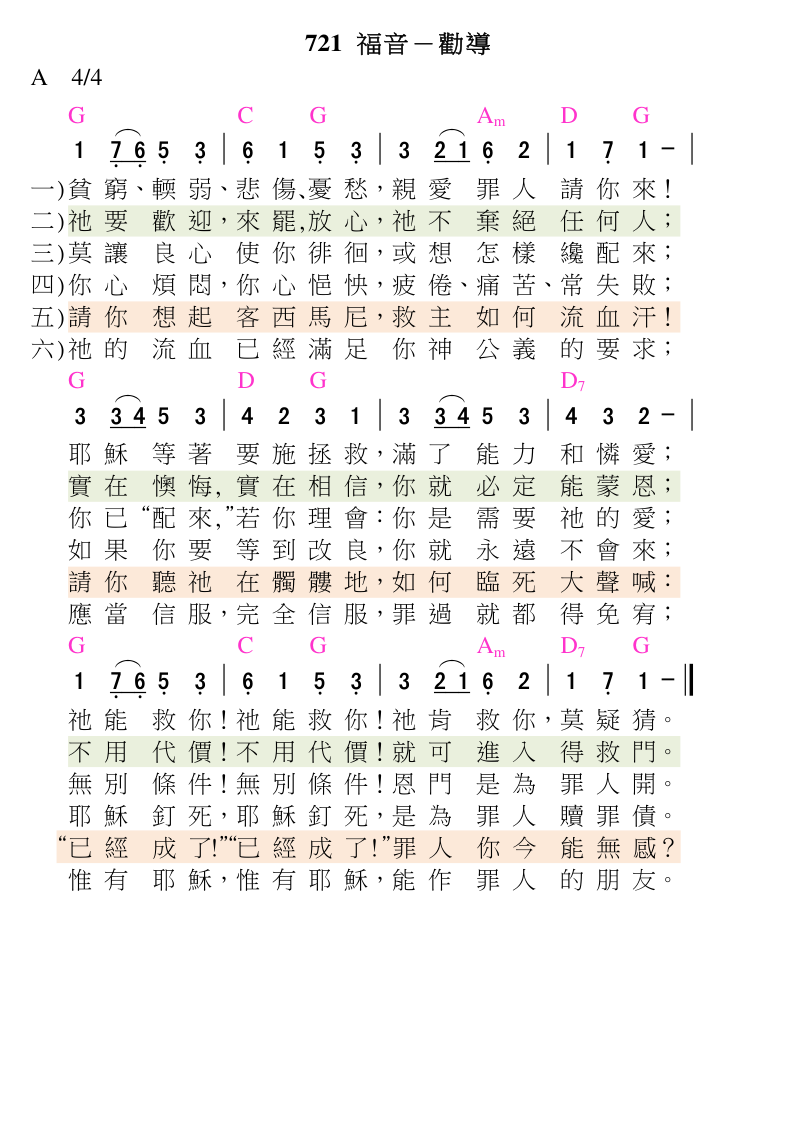 721 福音－勸導
A 4/4
G C G Am D G
1 7 6 5 3 | 6 1 5 3 | 3 2 1 6 2 | 1 7 1 － |
一)貧窮、輭弱、悲傷、憂愁，親愛罪人請你來！
二)祂要歡迎，來罷，放心，祂不棄絕任何人；
三)莫讓良心使你徘徊，或想怎樣纔配來；
四)你心煩悶，你心悒怏，疲倦、痛苦、常失敗；
五)請你想起客西馬尼，救主如何流血汗！
六)祂的流血已經滿足你神公義的要求；
G D G D7
3 3 4 5 3 | 4 2 3 1 | 3 3 4 5 3 | 4 3 2 － |
耶穌等著要施拯救，滿了能力和憐愛；
實在懊悔，實在相信，你就必定能蒙恩；
你已“配來，”若你理會：你是需要祂的愛；
如果你要等到改良，你就永遠不會來；
請你聽祂在髑髏地，如何臨死大聲喊：
應當信服，完全信服，罪過就都得免宥；
G C G Am D7 G
1 7 6 5 3 | 6 1 5 3 | 3 2 1 6 2 | 1 7 1 － ‖
祂能救你！祂能救你！祂肯救你，莫疑猜。
不用代價！不用代價！就可進入得救門。
無別條件！無別條件！恩門是為罪人開。
耶穌釘死，耶穌釘死，是為罪人贖罪債。
“已經成了！”“已經成了！”罪人你今能無感？
惟有耶穌，惟有耶穌，能作罪人的朋友。